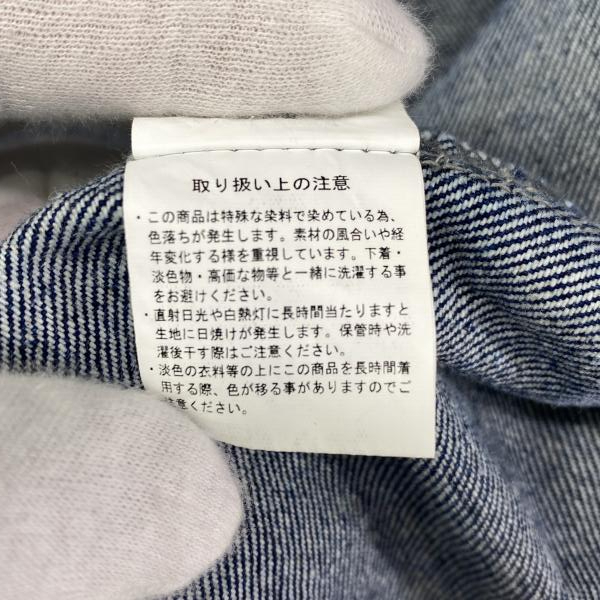 取り扱い上の注意
・この商品は特殊な染料で染めている為、
色落ちが発生します。素材の風合いや経
年変化する様を重視しています。下着・
淡色物・高価な物等と一緒に洗濯する事
をお避けください。
・直射日光や白熱灯に長時間当たりますと
生地に日焼けが発生します。保管時や洗
濯後干す際はご注意ください。
・淡色の衣料等の上にこの商品を長時間着
用する際、色が移る事がありますのでご
注意ください。